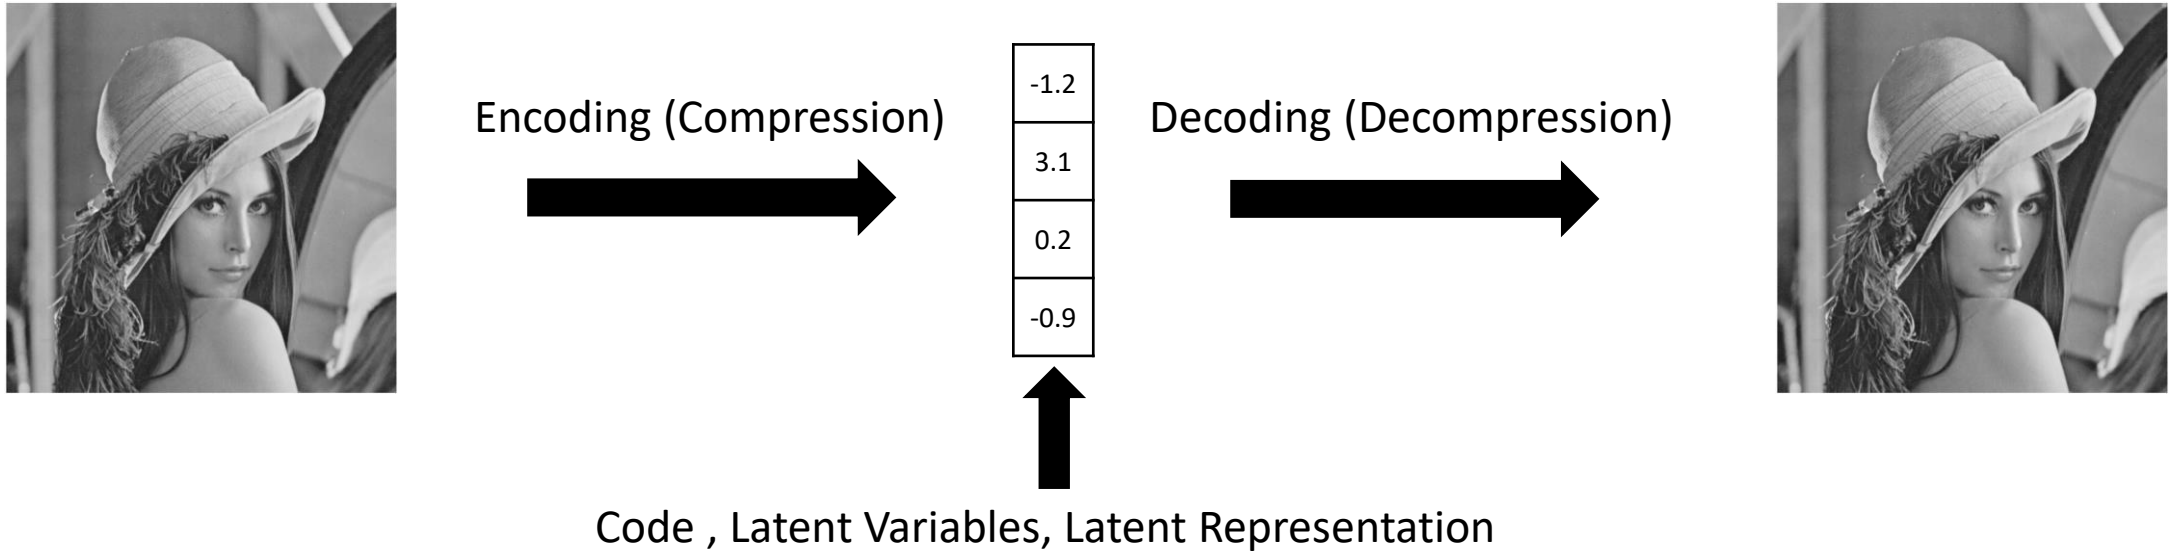 Encoding (Compression)
-1.2
3.1
0.2
-0.9
Decoding (Decompression)
Code , Latent Variables, Latent Representation